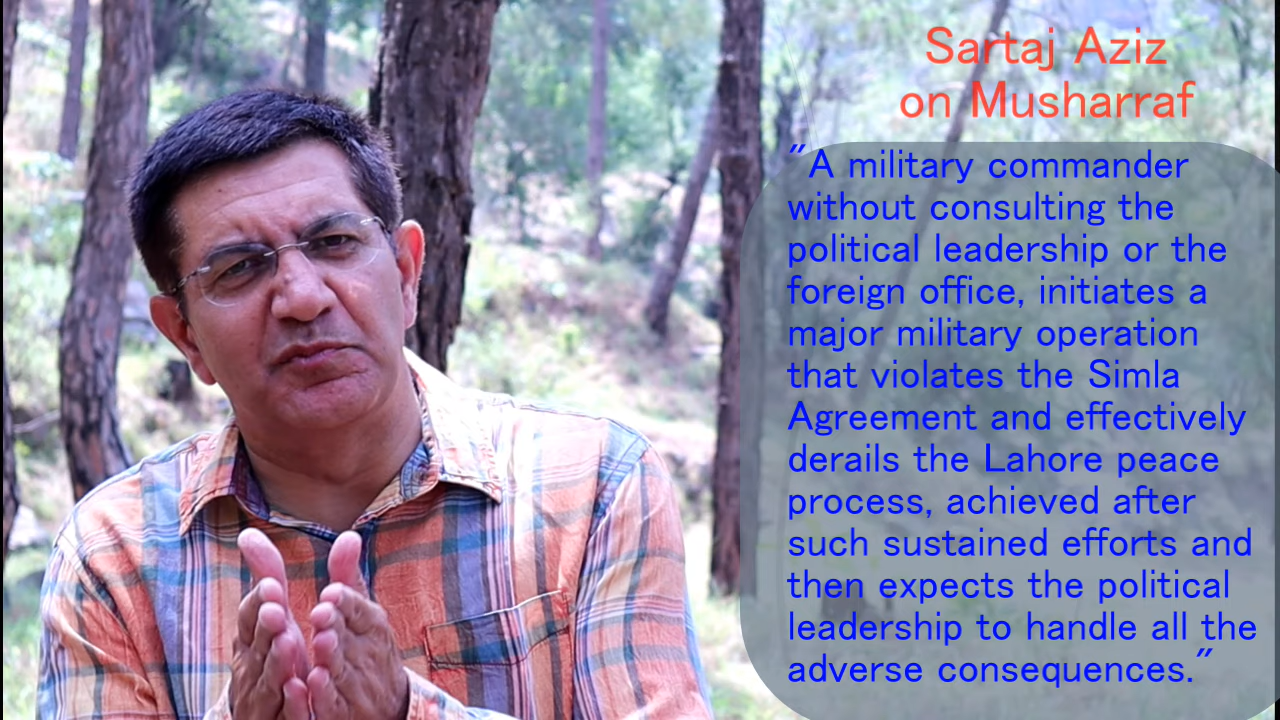 Sartaj Aziz
on Musharraf
"A military commander
without consulting the
political leadership or the
foreign office, initiates a
major military operation
that violates the Simla
Agreement and effectively
derails the Lahore peace
process, achieved after
such sustained efforts and
then expects the political
leadership to handle all the
adverse consequences."